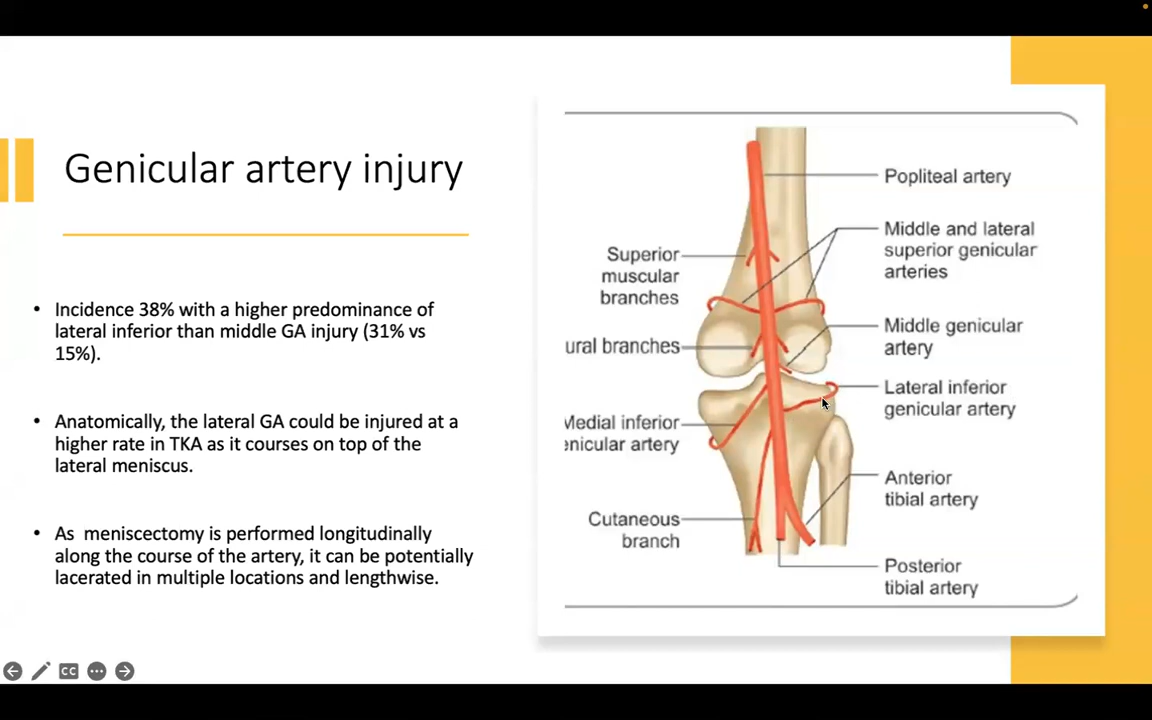 Genicular artery injury
• Incidence 38% with a higher predominance of
lateral inferior than middle GA injury (31% vs
15%).
• Anatomically, the lateral GA could be injured at a
higher rate in TKA as it courses on top of the
lateral meniscus.
• As meniscectomy is performed longitudinally
along the course of the artery, it can be potentially
lacerated in multiple locations and lengthwise.
Superior
muscular
branches
ural branches
Medial inferior
enicular artery
Cutaneous
branch
Popliteal artery
Middle and lateral
superior genicular
arteries
Middle genicular
artery
Lateral inferior
genicular artery
Anterior
tibial artery
Posterior
tibial artery
CC